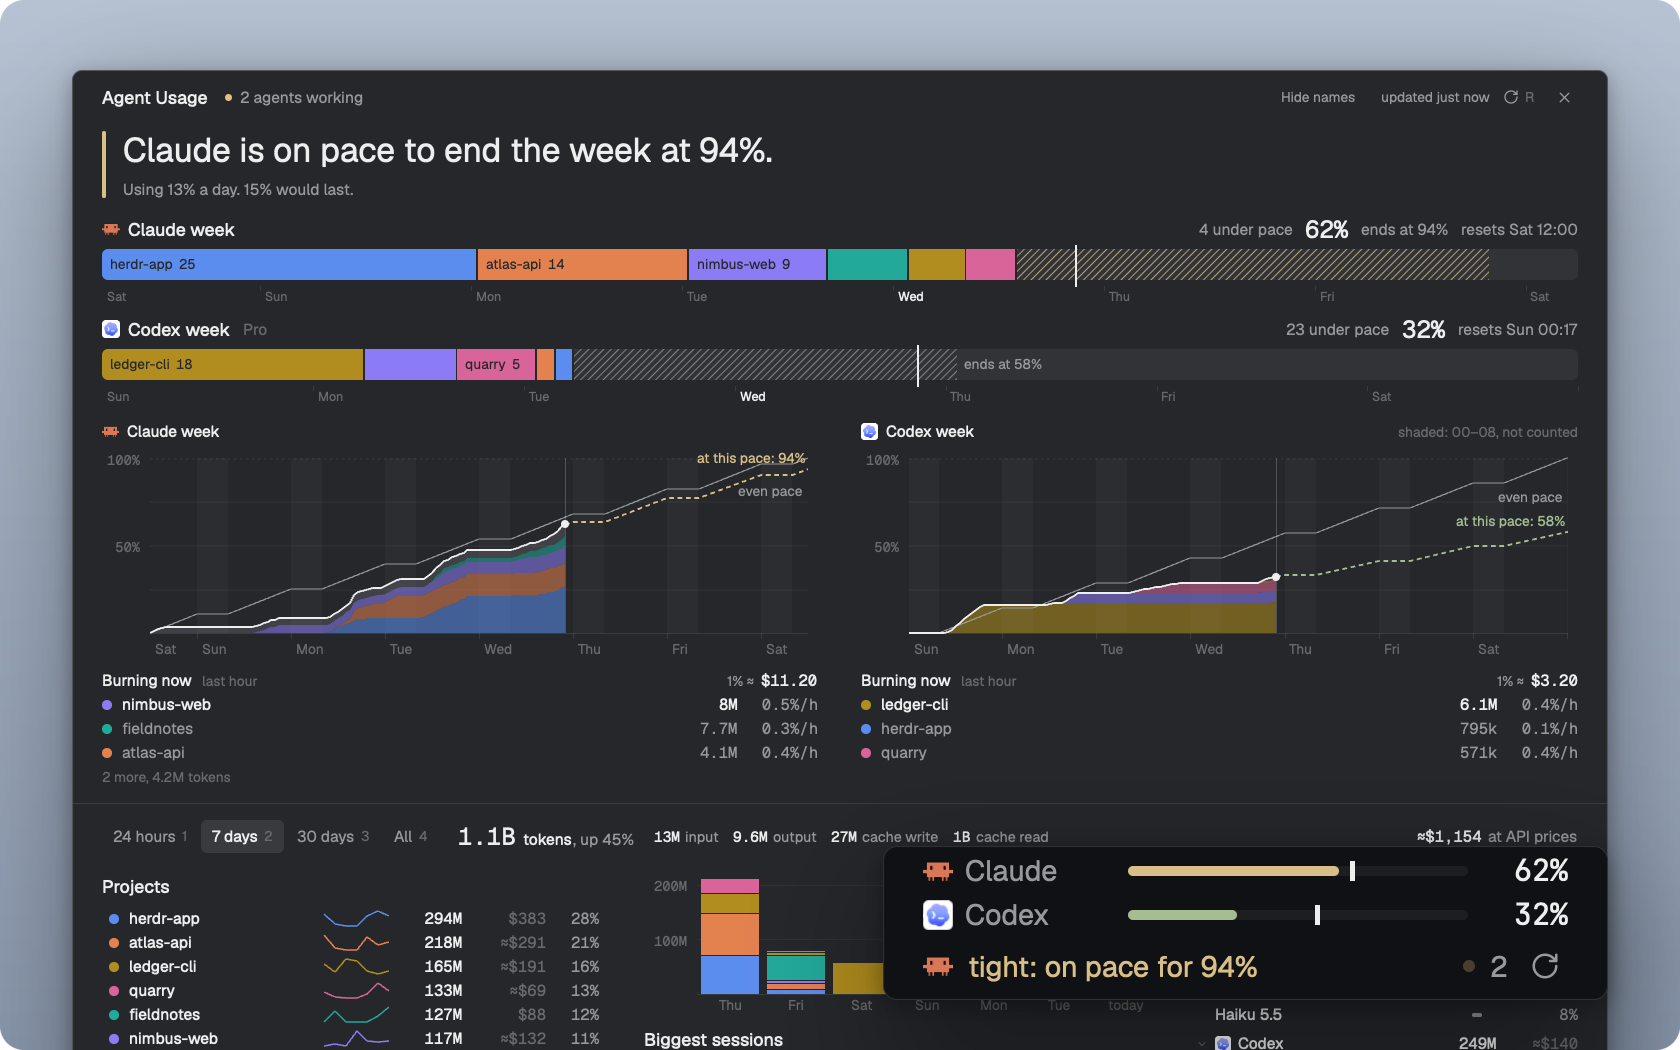 Agent Usage 2 agents working Hide names updated just now R
Claude is on pace to end the week at 94%.
Using 13% a day. 15% would last.
Claude week 4 under pace 62% ends at 94% resets Sat 12:00
herdr-app 25 atlas-api 14 nimbus-web 9
Sat Sun Mon Tue Wed Thu Fri Sat
Codex week Pro 23 under pace 32% resets Sun 00:17
ledger-cli 18 quarry 5 ends at 58%
Sun Mon Tue Wed Thu Fri Sat
Claude week
100%
at this pace: 94%
even pace
50%
Sat Sun Mon Tue Wed Thu Fri Sat
Codex week shaded: 00–08, not counted
100%
even pace
at this pace: 58%
50%
Sun Mon Tue Wed Thu Fri Sat
Burning now last hour 1% ≈ $11.20
nimbus-web 8M 0.5%/h
fieldnotes 7.7M 0.3%/h
atlas-api 4.1M 0.4%/h
2 more, 4.2M tokens
Burning now last hour 1% ≈ $3.20
ledger-cli 6.1M 0.4%/h
herdr-app 795k 0.1%/h
quarry 571k 0.4%/h
24 hours 1 7 days 2 30 days 3 All 4 1.1B tokens, up 45% 13M input 9.6M output 27M cache write 1B cache read ≈$1,154 at API prices
Projects
herdr-app 294M $383 28%
atlas-api 218M ≈$291 21%
ledger-cli 165M ≈$191 16%
quarry 133M ≈$69 13%
fieldnotes 127M $88 12%
nimbus-web 117M ≈$132 11%
200M
100M
Thu Fri Sat Sun Mon Tue today
Biggest sessions
Claude 62%
Codex 32%
tight: on pace for 94% 2
Haiku 5.5 8%
Codex 249M ≈$140